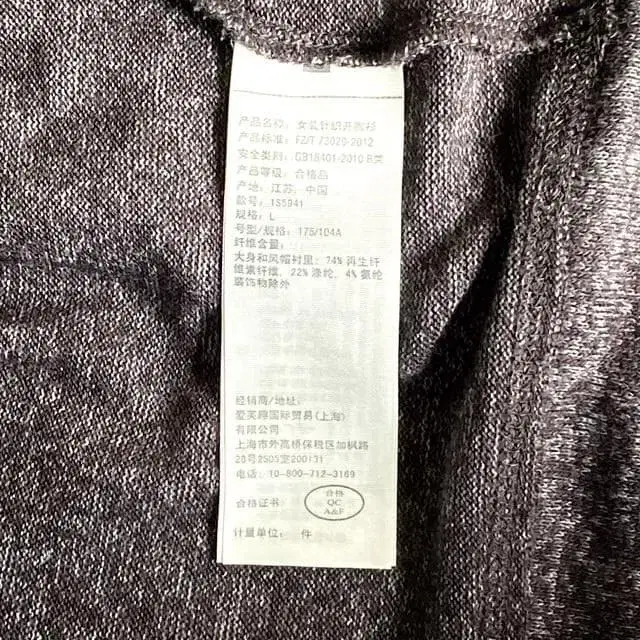 产品名称: 女装针织开胸衫
产品标准: FZ/T 73020-2012
安全类别: GB18401-2010 B类
产品等级: 合格品
产地: 江苏, 中国
款号: 1S5941
规格: L
号型/规格: 175/104A
纤维含量:
大身和风帽衬里: 74% 再生纤
维素纤维, 22% 涤纶, 4% 氨纶
装饰物除外
经销商/地址:
爱芙趣国际贸易(上海)
有限公司
上海市外高桥保税区加枫路
28号2505室200131
电话: 10-800-712-3169
合格证书:
合格
QC
A&F
计量单位: 件